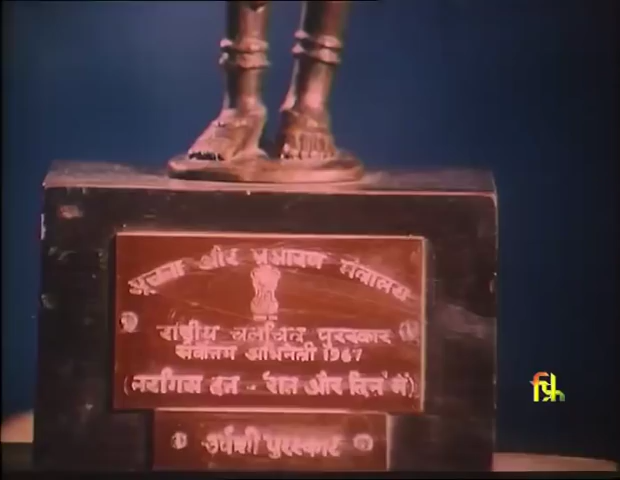 सूचना और प्रसारण मंत्रालय
राष्ट्रीय चलचित्र पुरस्कार
सर्वोत्तम अभिनेत्री 1967
(नरगिस दत्त - 'रात और दिन' में)
उर्वशी पुरस्कार